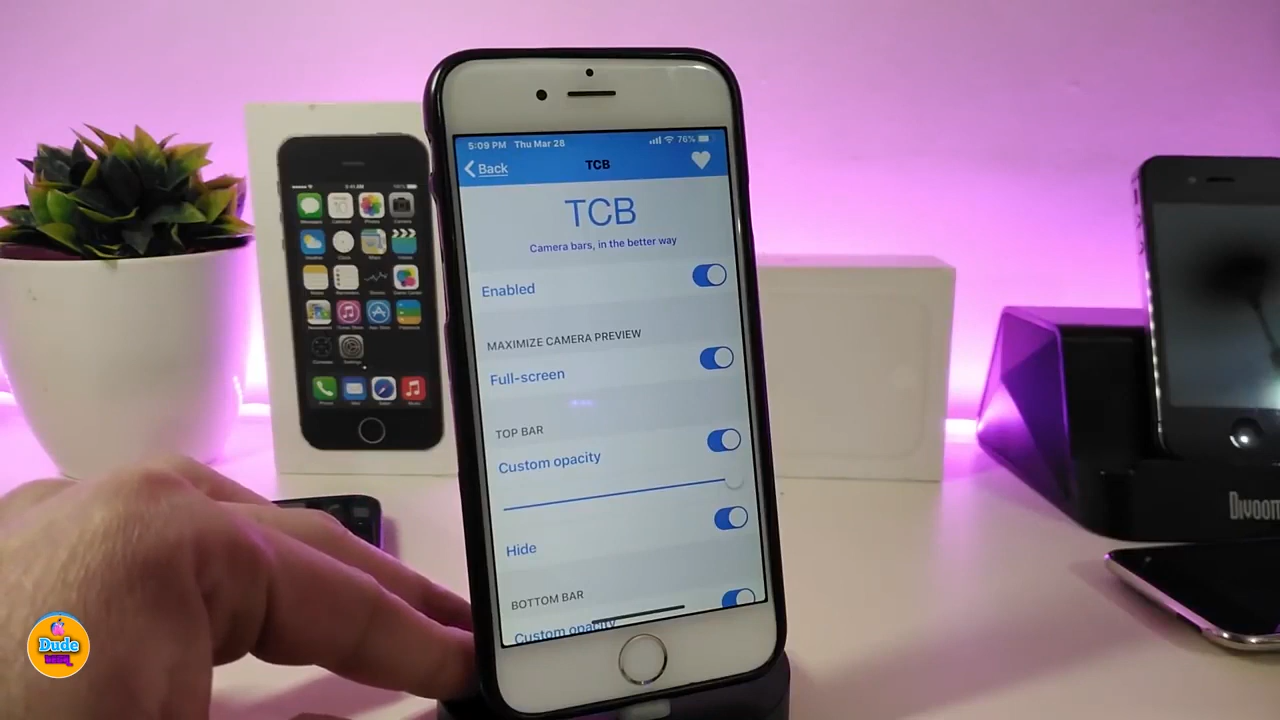 5:09 PM Thu Mar 28 76%
Back TCB
TCB
Camera bars, in the better way
Enabled
MAXIMIZE CAMERA PREVIEW
Full-screen
TOP BAR
Custom opacity
Hide
BOTTOM BAR
Custom opacity
Divoom
Dude